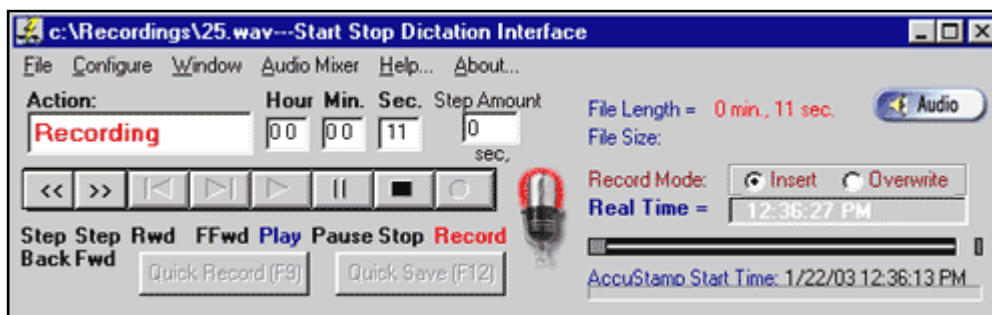 c:\Recordings\25.wav---Start Stop Dictation Interface
File Configure Window Audio Mixer Help... About...
Action: Hour Min. Sec. Step Amount
Recording 00 00 11 0 sec,
File Length = 0 min., 11 sec. Audio
File Size:
<< >>
Record Mode: Insert Overwrite
Real Time = 12:36:27 PM
Step Back Step Fwd Rwd FFwd Play Pause Stop Record
Quick Record (F9) Quick Save (F12)
AccuStamp Start Time: 1/22/03 12:36:13 PM